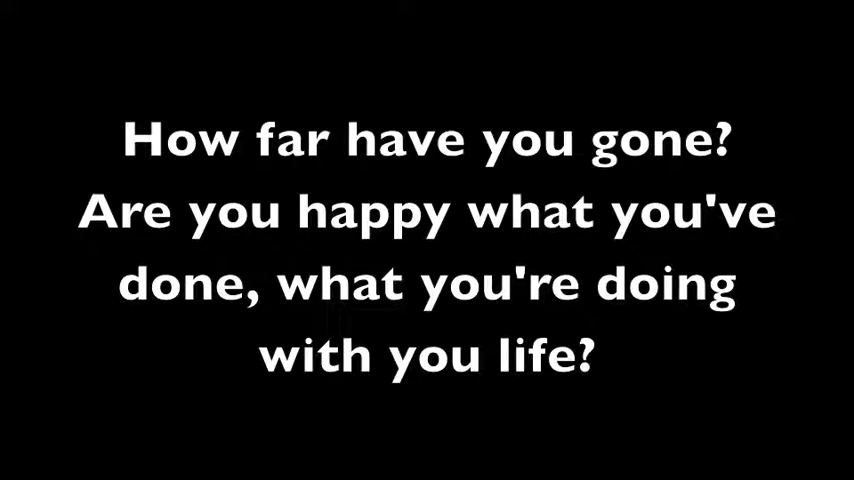 How far have you gone?
Are you happy what you've
done, what you're doing
with you life?